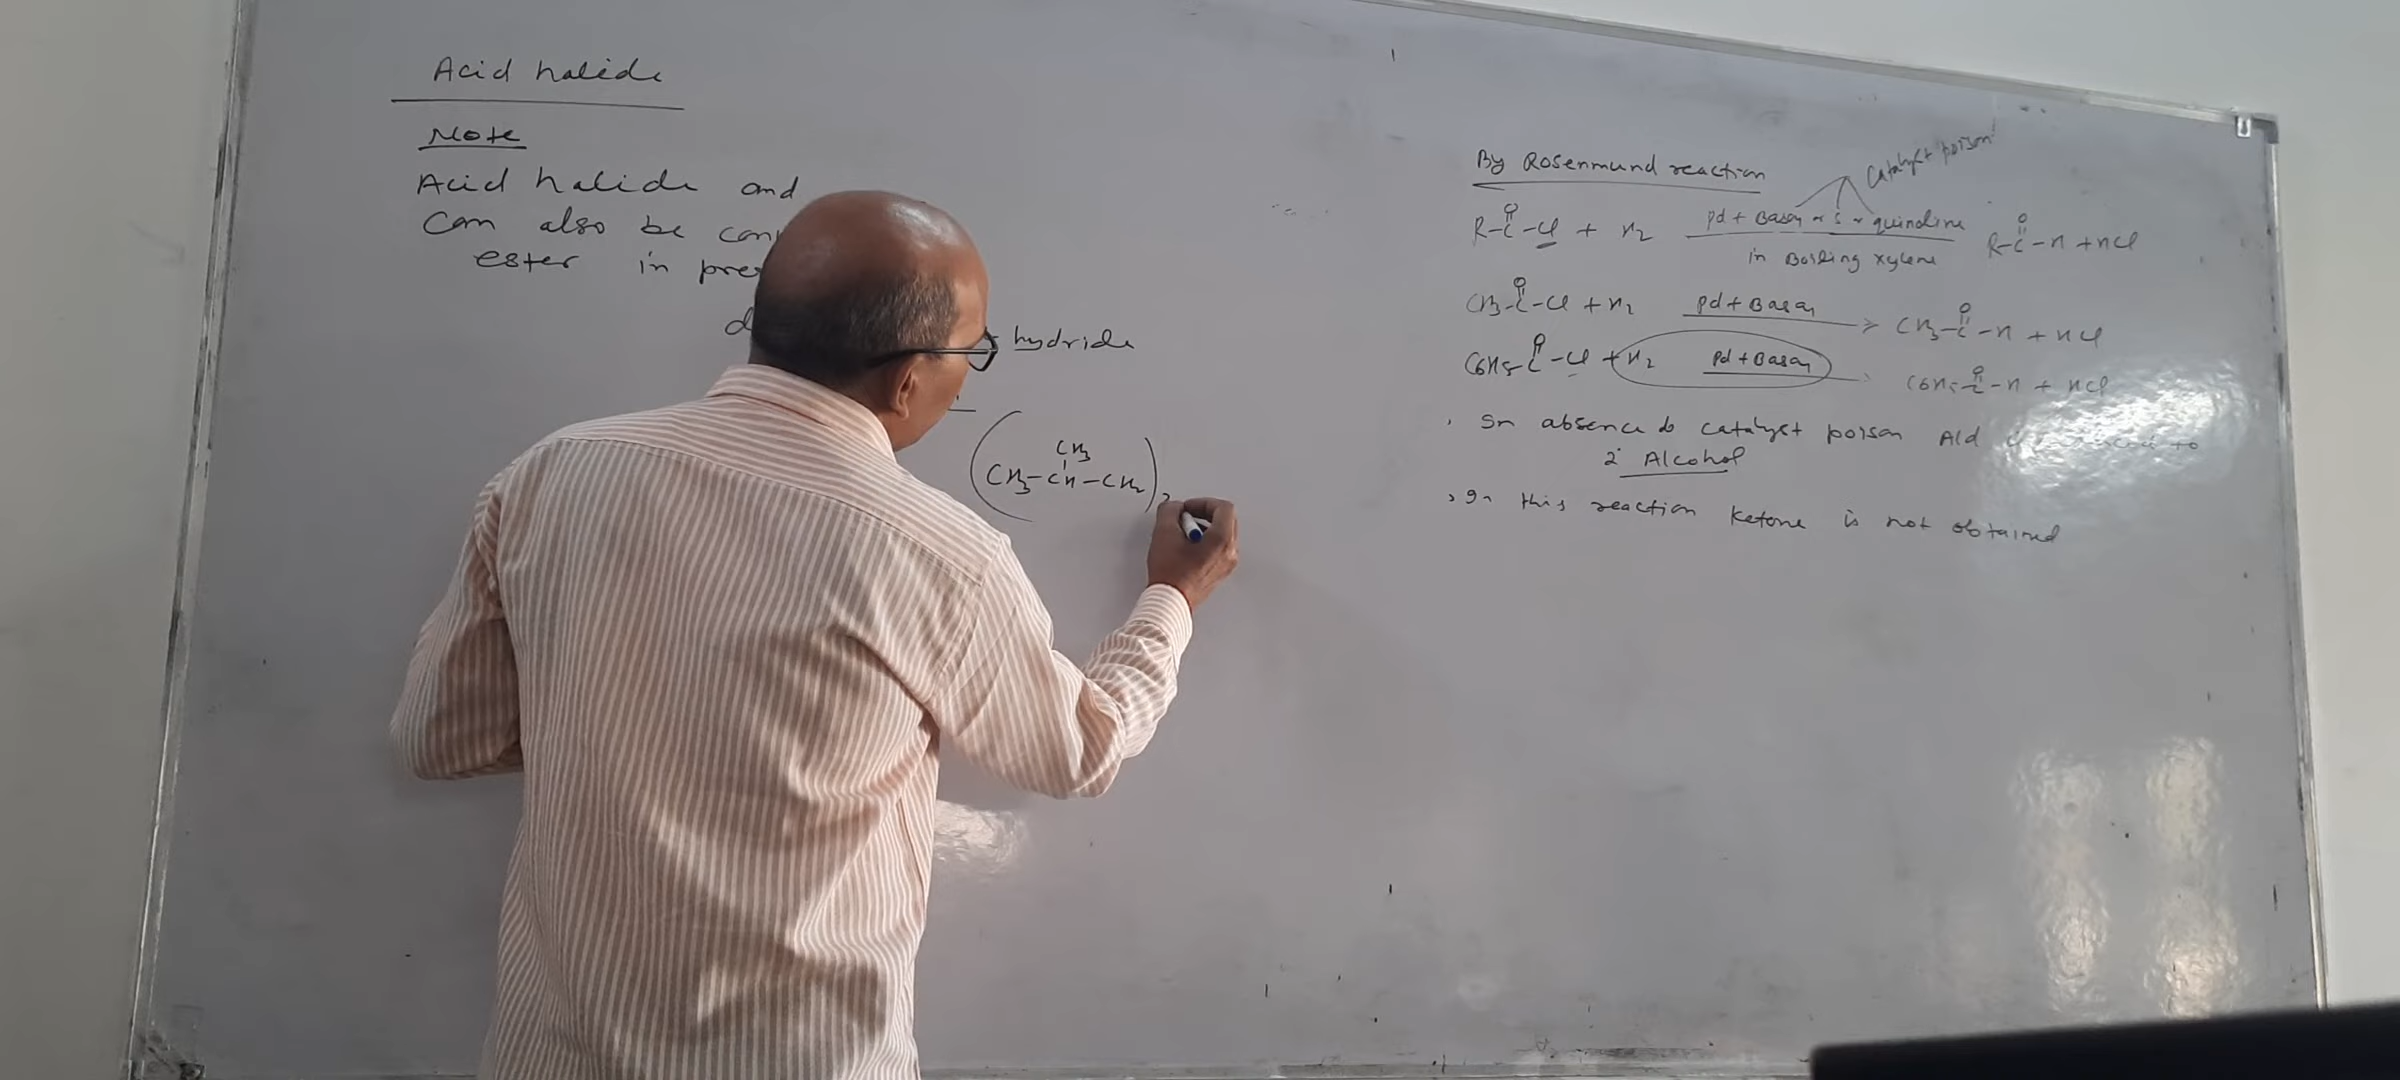 Acid halide
Note
Acid halide and
Can also be con
ester in pre
hydride
CH3
(CH3-CH-CH2)2
By Rosenmund reaction
Catalyst poison
O O
R-C-Cl + H2 Pd + BaSO4 or S or quinoline R-C-H + HCl
in Boiling xylene
O O
CH3-C-Cl + H2 Pd + BaSO4 → CH3-C-H + HCl
O O
C6H5-C-Cl + H2 Pd + BaSO4 → C6H5-C-H + HCl
. In absence of catalyst poison Ald to
2° Alcohol
, In this reaction Ketone is not obtained